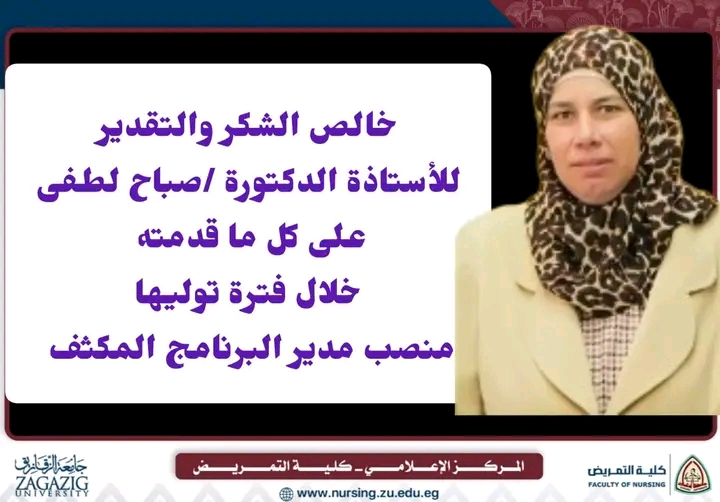 خالص الشكر والتقدير
للأستاذة الدكتورة /صباح لطفى
على كل ما قدمته
خلال فترة توليها
منصب مدير البرنامج المكثف
جامعة الزقازيق
ZAGAZIG
UNIVERSITY
المركز الإعلامي - كلية التمريض
www.nursing.zu.edu.eg
كلية التمريض
FACULTY OF NURSING